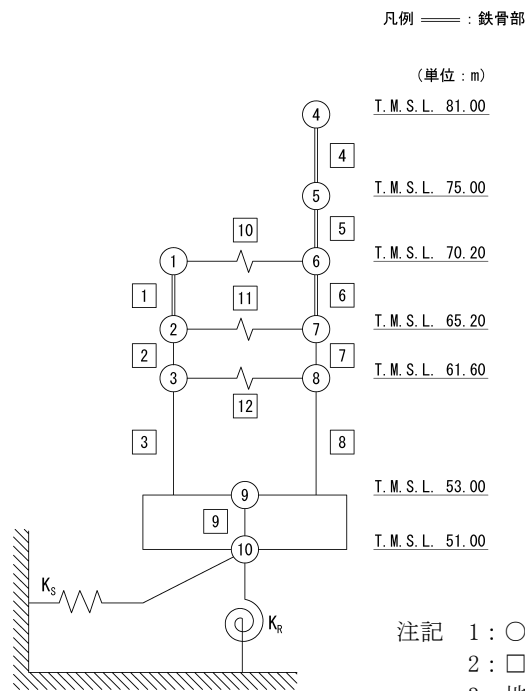 凡例 ：鉄骨部
(単位：m)
4 T.M.S.L. 81.00
4
5 T.M.S.L. 75.00
10 5
1 6 T.M.S.L. 70.20
1 11 6
2 7 T.M.S.L. 65.20
2 7
3 8 T.M.S.L. 61.60
12
3 8
9 T.M.S.L. 53.00
9
10 T.M.S.L. 51.00
KS
KR
注記 1：○
2：□